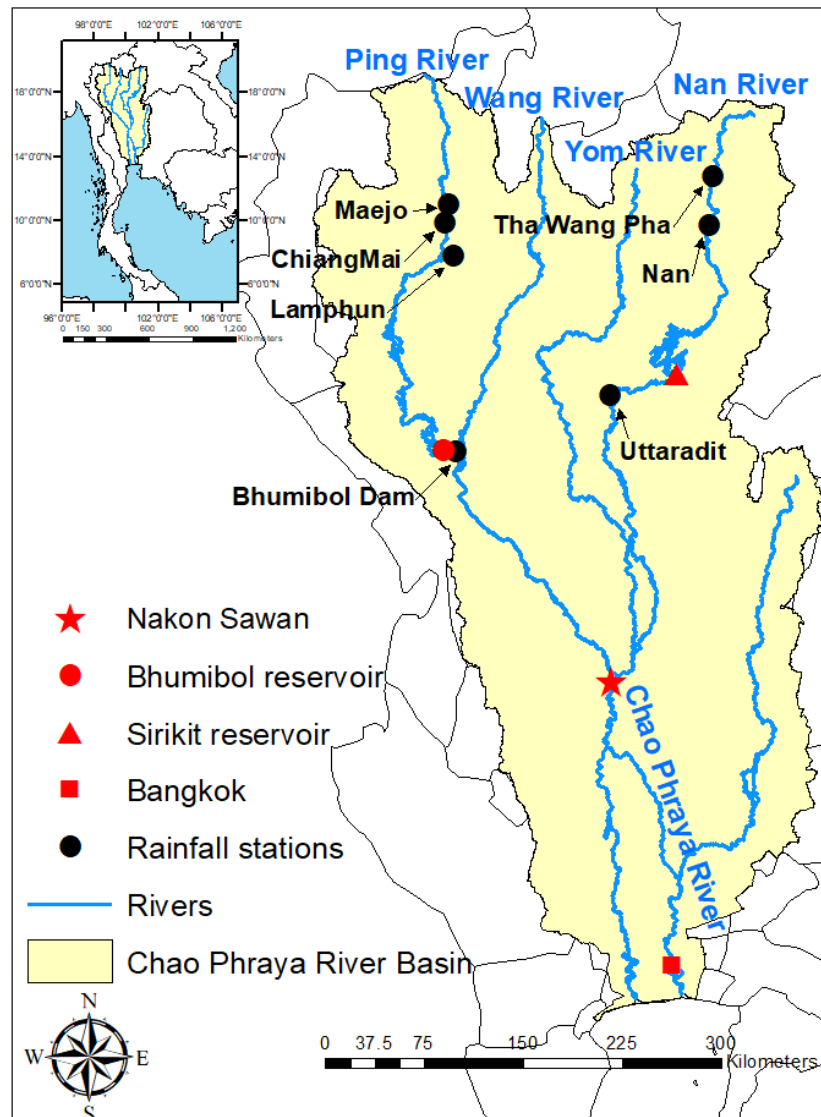 98°0'0"E 102°0'0"E 106°0'0"E
18°0'0"N 18°0'0"N
14°0'0"N 14°0'0"N
10°0'0"N 10°0'0"N
6°0'0"N 6°0'0"N
98°0'0"E 102°0'0"E 106°0'0"E
0 150 300 600 900 1,200
Kilometers
Ping River
Wang River
Nan River
Yom River
Maejo
Tha Wang Pha
ChiangMai
Nan
Lamphun
Uttaradit
Bhumibol Dam
Chao Phraya River
Nakon Sawan
Bhumibol reservoir
Sirikit reservoir
Bangkok
Rainfall stations
Rivers
Chao Phraya River Basin
N
W E
S
0 37.5 75 150 225 300
Kilometers